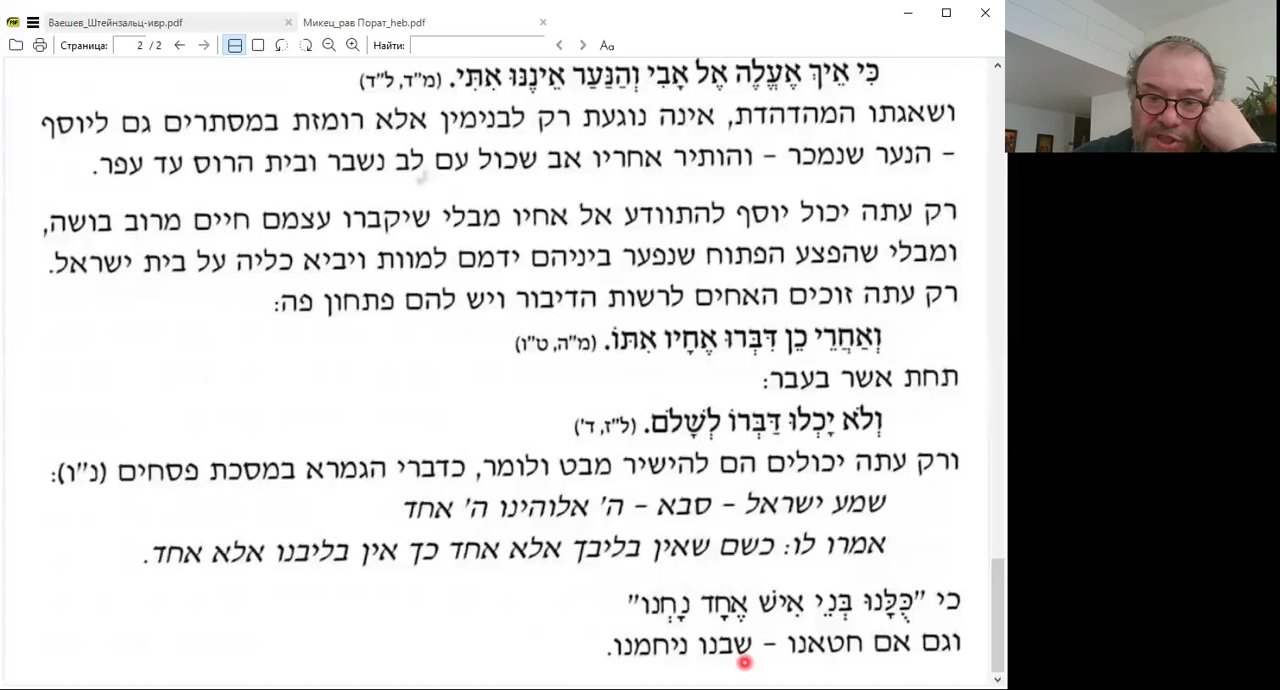 Ваешев_Штейнзальц-ивр.pdf
Микец_рав Порат_heb.pdf
Страница: 2 / 2
Найти:
Aa
כִּי אֵיךְ אֶעֱלֶה אֶל אָבִי וְהַנַּעַר אֵינֶנּוּ אִתִּי. (מ"ד, ל"ד)
ושאגתו המהדהדת, אינה נוגעת רק לבנימין אלא רומזת במסתרים גם ליוסף
– הנער שנמכר – והותיר אחריו אב שכול עם לב נשבר ובית הרוס עד עפר.
רק עתה יכול יוסף להתוודע אל אחיו מבלי שיקברו עצמם חיים מרוב בושה,
ומבלי שהפצע הפתוח שנפער ביניהם ידמם למוות ויביא כליה על בית ישראל.
רק עתה זוכים האחים לרשות הדיבור ויש להם פתחון פה:
וְאַחֲרֵי כֵן דִּבְּרוּ אֶחָיו אִתּוֹ. (מ"ה, ט"ו)
תחת אשר בעבר:
וְלֹא יָכְלוּ דַּבְּרוֹ לְשָׁלֹם. (ל"ז, ד')
ורק עתה יכולים הם להישיר מבט ולומר, כדברי הגמרא במסכת פסחים (נ"ו):
שמע ישראל – סבא – ה' אלוהינו ה' אחד
אמרו לו: כשם שאין בליבך אלא אחד כך אין בליבנו אלא אחד.
כי "כֻּלָּנוּ בְּנֵי אִישׁ אֶחָד נָחְנוּ"
וגם אם חטאנו – שבנו ניחמנו.